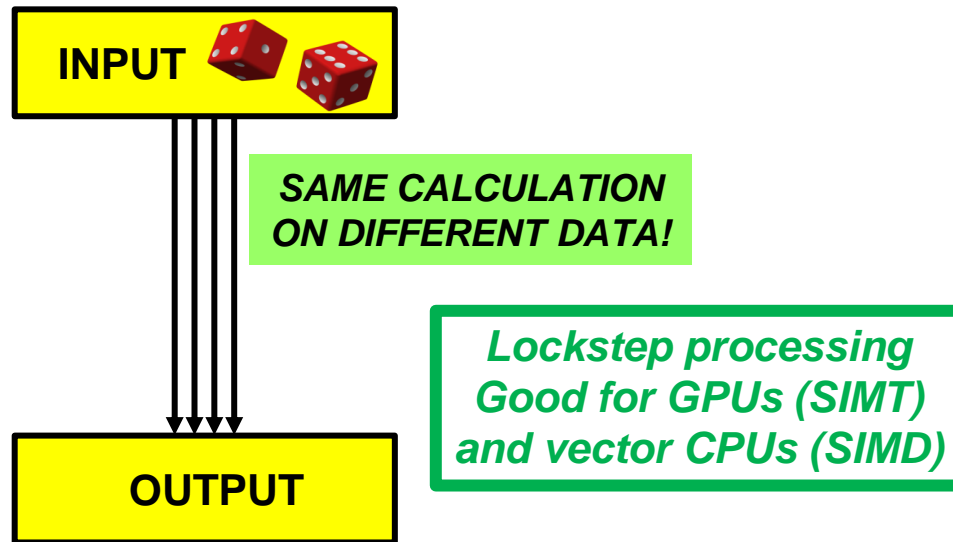 INPUT
SAME CALCULATION
ON DIFFERENT DATA!
Lockstep processing
Good for GPUs (SIMT)
and vector CPUs (SIMD)
OUTPUT